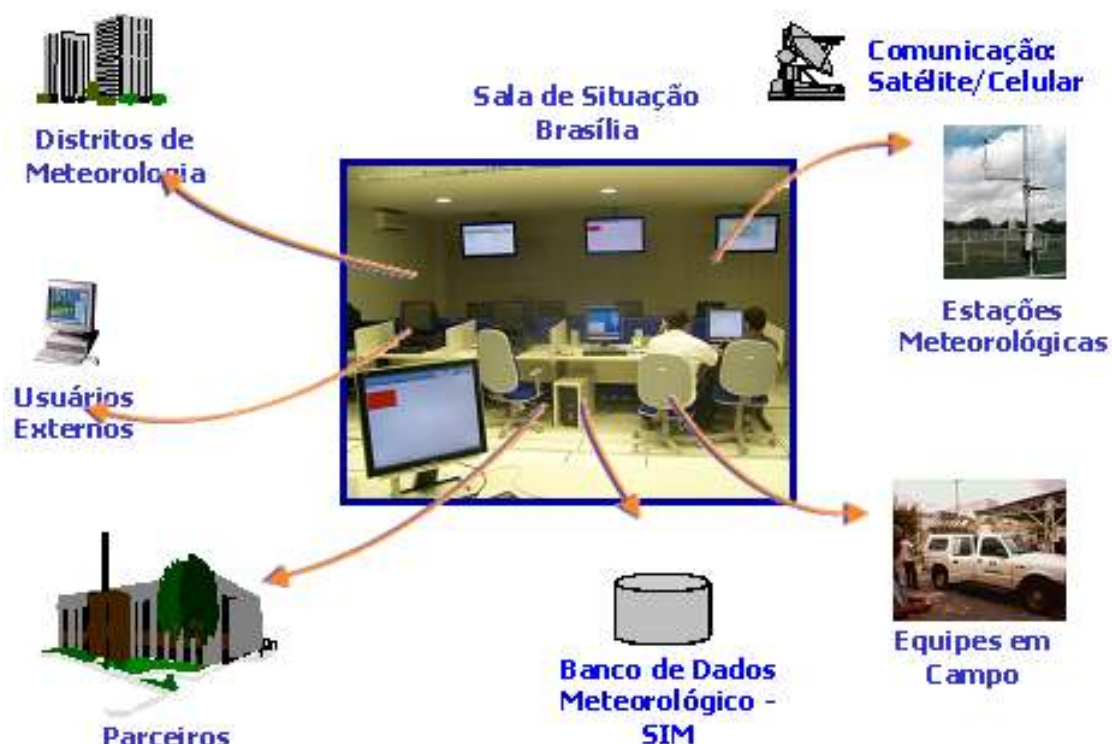 Comunicação:
Satélite/Celular
Sala de Situação
Brasília
Distritos de
Meteorologia
Estações
Meteorológicas
Usuários
Externos
Equipes em
Campo
Banco de Dados
Meteorológico -
SIM
Parceiros